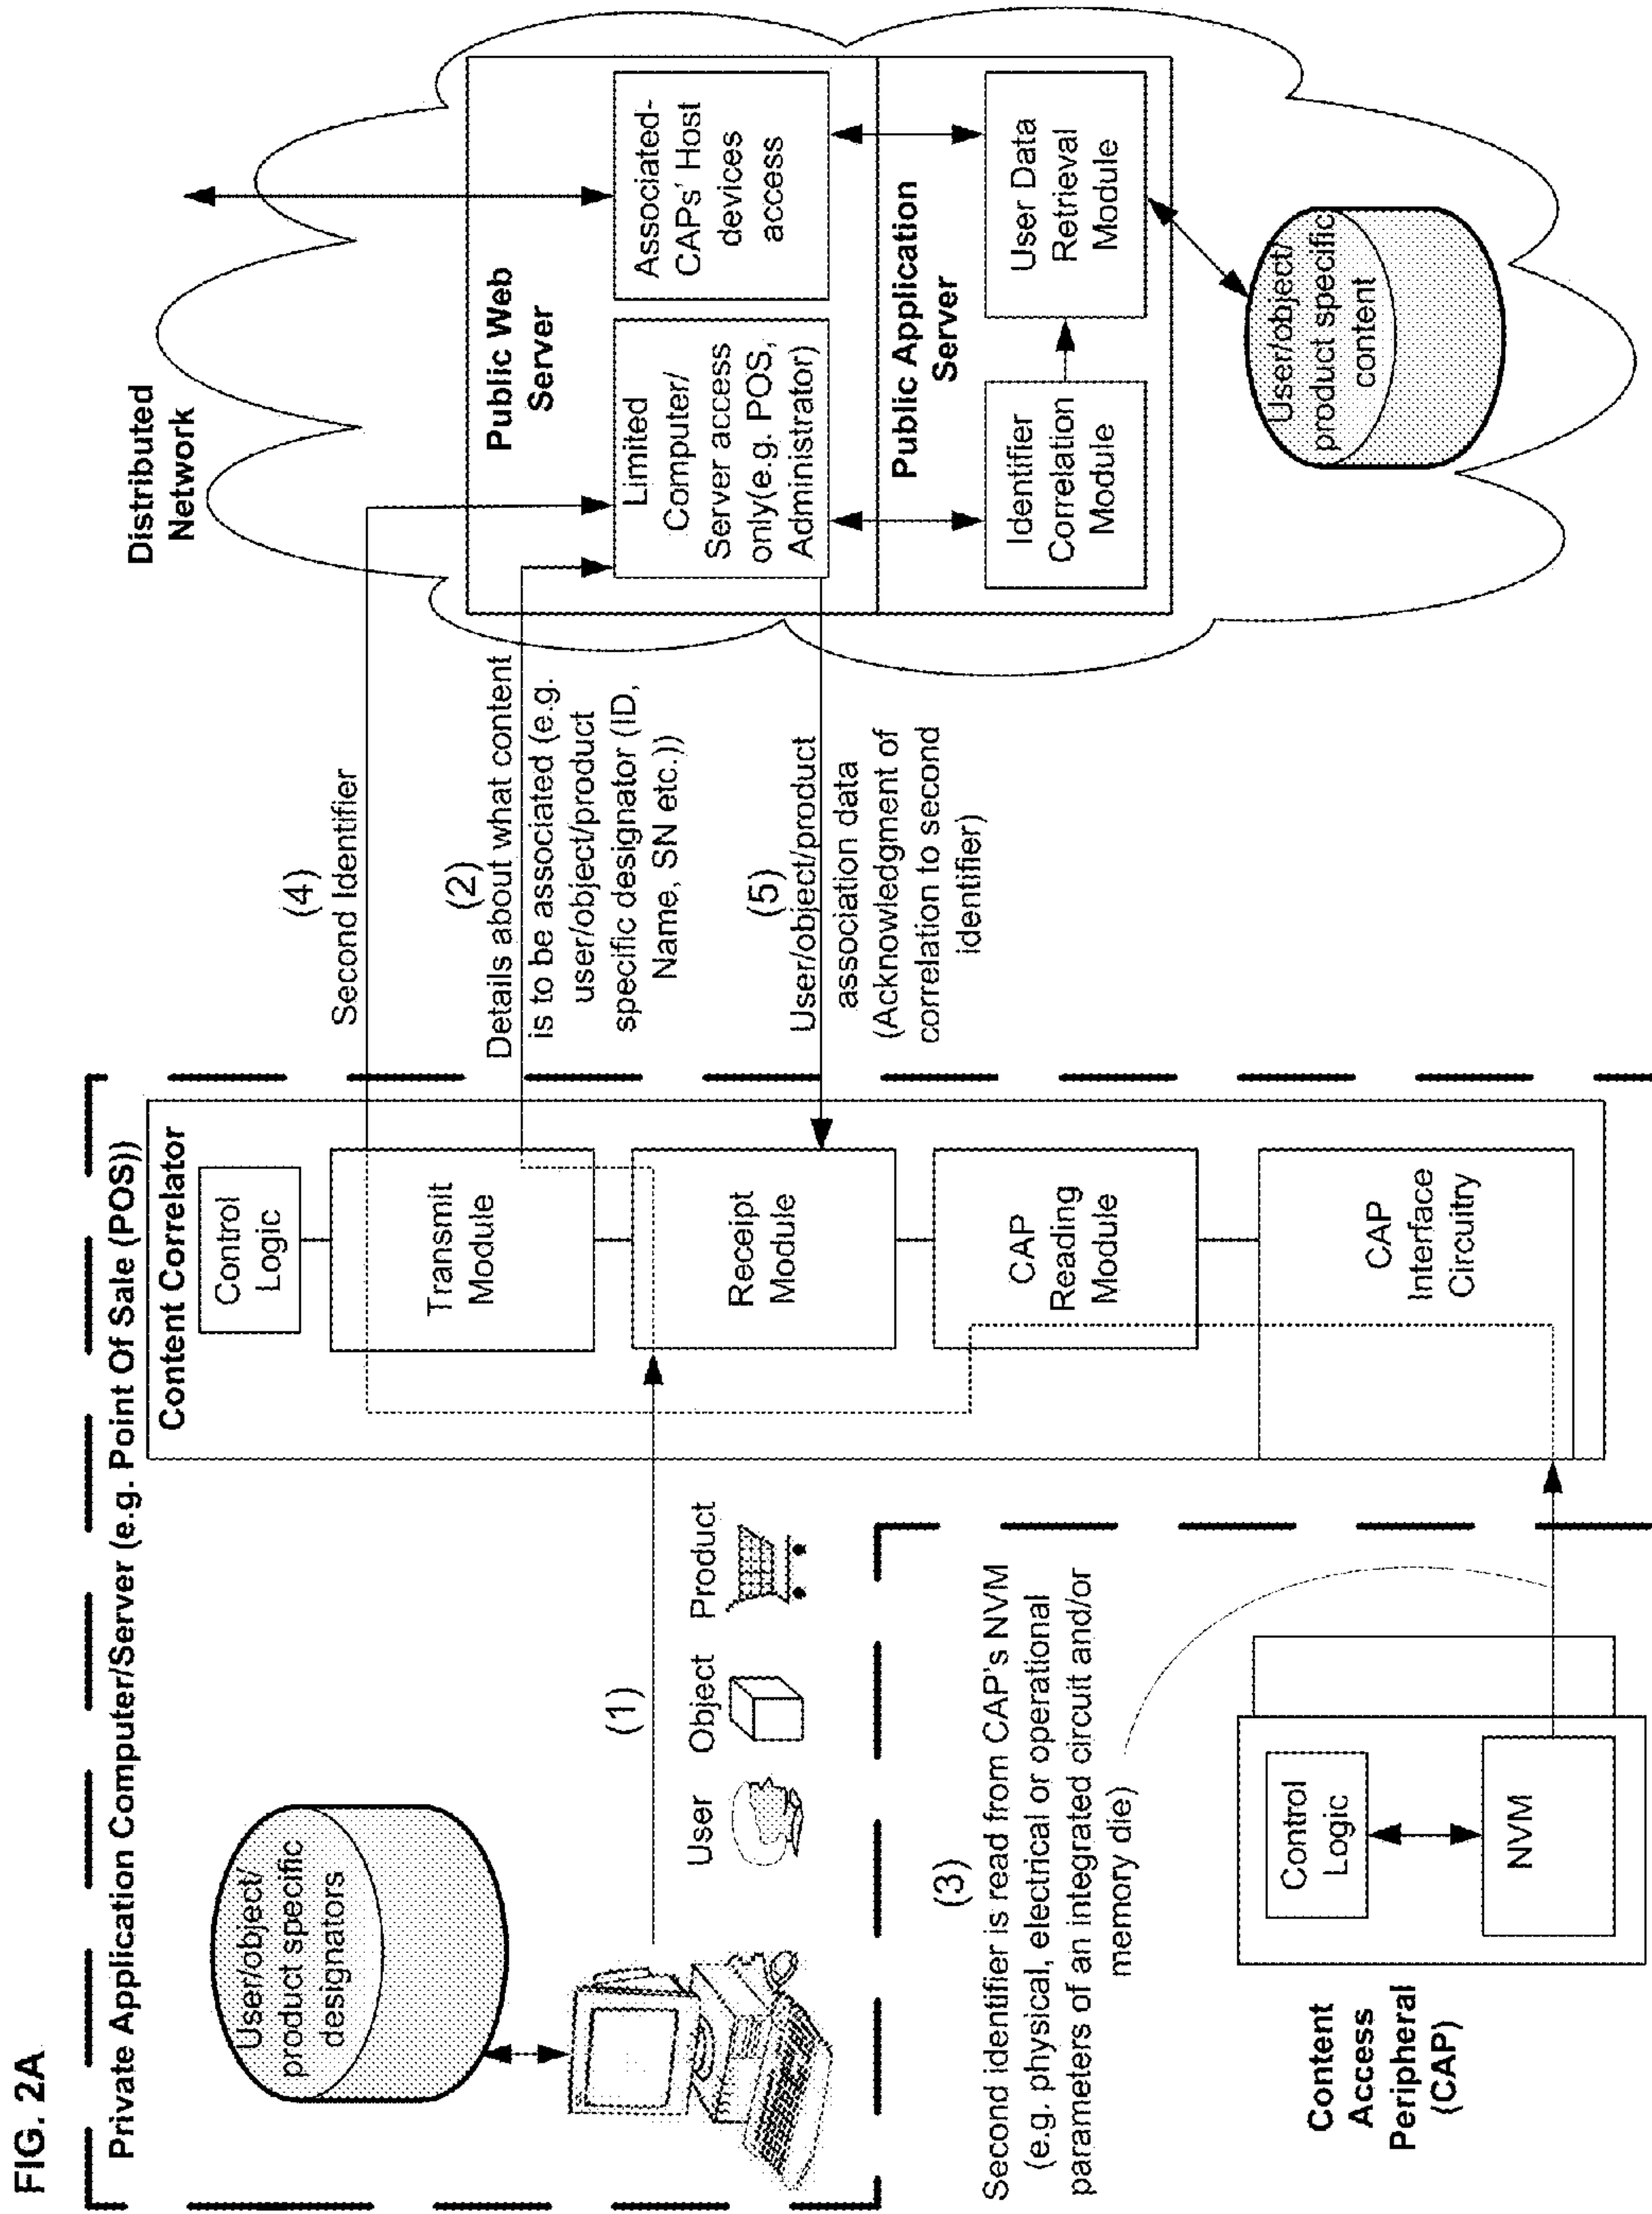 FIG. 2A
Private Application Computer/Server (e.g. Point Of Sale (POS))
User/object/
product specific
designators
(1)
User
Object
Product
Content Correlator
Control
Logic
Transmit
Module
Receipt
Module
CAP
Reading
Module
CAP
Interface
Circuitry
(3)
Second identifier is read from CAP's NVM
(e.g. physical, electrical or operational
parameters of an integrated circuit and/or
memory die)
Content
Access
Peripheral
(CAP)
Control
Logic
NVM
(4)
Second Identifier
(2)
Details about what content
is to be associated (e.g.
user/object/product
specific designator (ID,
Name, SN etc.))
(5)
User/object/product
association data
(Acknowledgment of
correlation to second
identifier)
Distributed
Network
Public Web
Server
Limited
Computer/
Server access
only(e.g. POS,
Administrator)
Associated-
CAPs' Host
devices
access
Public Application
Server
Identifier
Correlation
Module
User Data
Retrieval
Module
User/object/
product specific
content